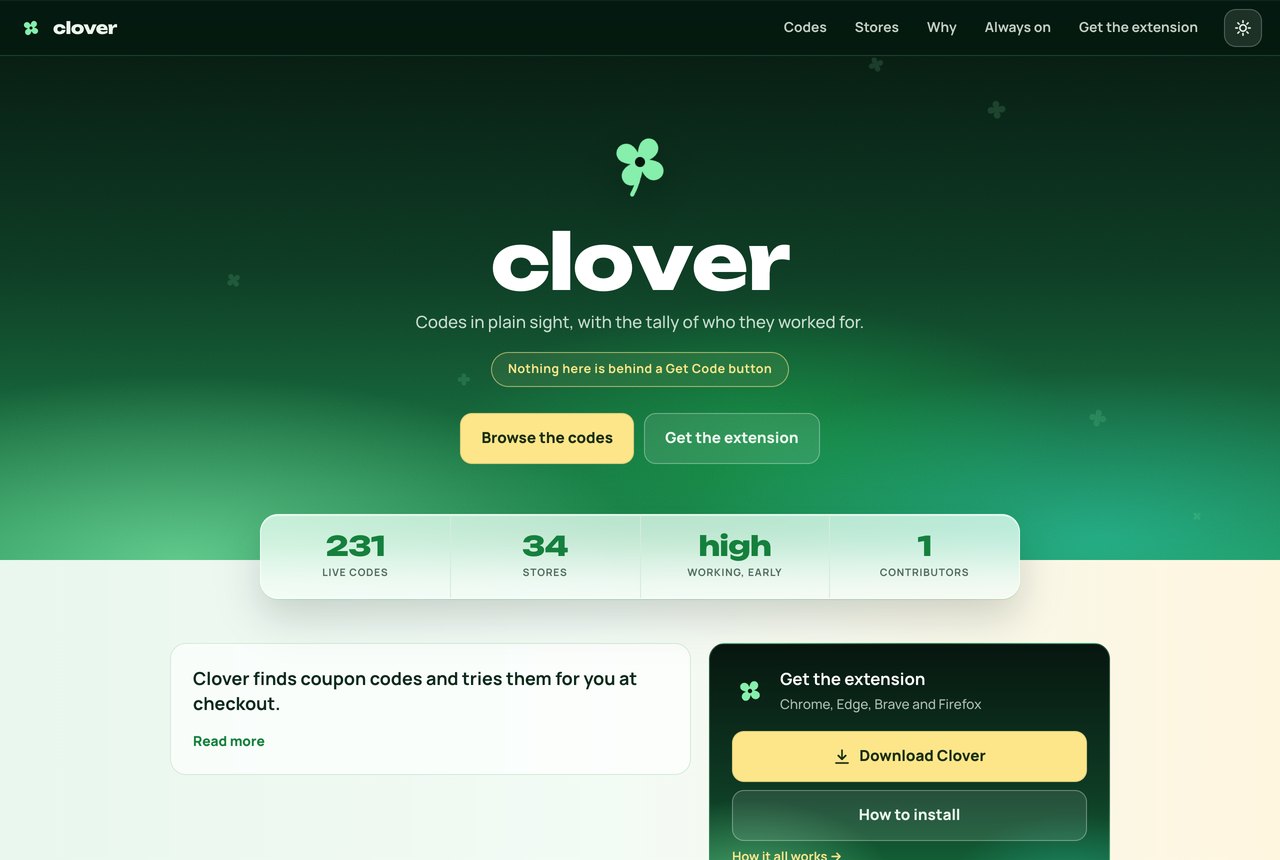 clover
Codes
Stores
Why
Always on
Get the extension
clover
Codes in plain sight, with the tally of who they worked for.
Nothing here is behind a Get Code button
Browse the codes
Get the extension
231
LIVE CODES
34
STORES
high
WORKING, EARLY
1
CONTRIBUTORS
Clover finds coupon codes and tries them for you at
checkout.
Read more
Get the extension
Chrome, Edge, Brave and Firefox
Download Clover
How to install
How it all works →